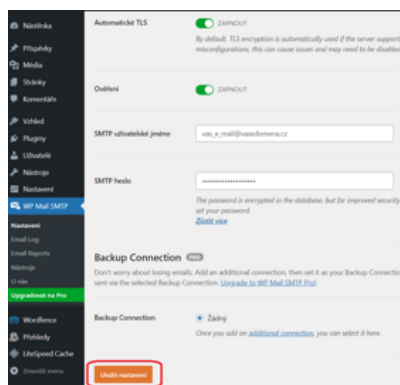 Nástěnka
Příspěvky
Média
Stránky
Komentáře
Vzhled
Pluginy
Uživatelé
Nástroje
Nastavení
WP Mail SMTP
Nastavení
Email Log
Email Reports
Nástroje
O nás
Upgradovat na Pro
Wordfence
Přehledy
LiteSpeed Cache
Zmenšit menu
Automatické TLS
ZAPNOUT
By default, TLS encryption is automatically used if the server support
misconfigurations, this can cause issues and may need to be disabled
Ověření
ZAPNOUT
SMTP uživatelské jméno
vas_e_mail@vasedomena.cz
SMTP heslo
The password is encrypted in the database, but for improved security
set your password.
Zjistit více
Backup Connection PRO
Don't worry about losing emails. Add an additional connection, then set it as your Backup Connectio
sent via the selected Backup Connection. Upgrade to WP Mail SMTP Pro!
Backup Connection
Žádný
Once you add an additional connection, you can select it here.
Uložit nastavení